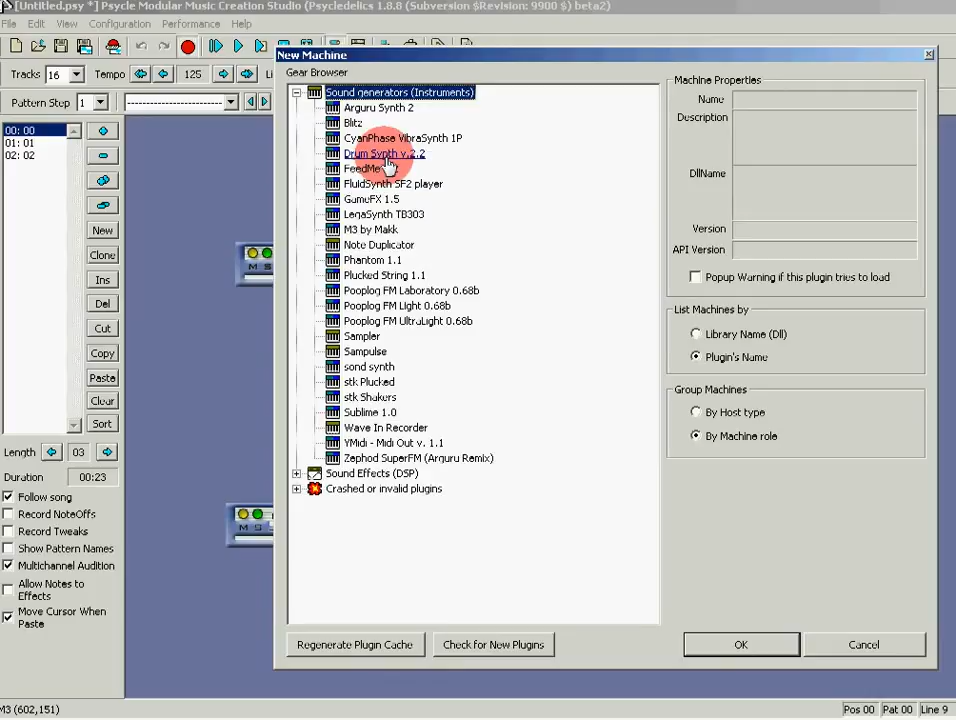 [Untitled.psy *] Psycle Modular Music Creation Studio (Psycledelics 1.8.8 (Subversion $Revision: 9900 $) beta2)
File Edit View Configuration Performance Help
Tracks 16 Tempo 125
Pattern Step 1
00: 00
01: 01
02: 02
New
Clone
Ins
Del
Cut
Copy
Paste
Clear
Sort
Length 03
Duration 00:23
Follow song
Record NoteOffs
Record Tweaks
Show Pattern Names
Multichannel Audition
Allow Notes to
Effects
Move Cursor When
Paste
M S
M S
New Machine
Gear Browser
Sound generators (Instruments)
Arguru Synth 2
Blitz
CyanPhase VibraSynth 1P
Drum Synth v.2.2
FeedMe
FluidSynth SF2 player
GameFX 1.5
LegaSynth TB303
M3 by Makk
Note Duplicator
Phantom 1.1
Plucked String 1.1
Pooplog FM Laboratory 0.68b
Pooplog FM Light 0.68b
Pooplog FM UltraLight 0.68b
Sampler
Sampulse
sond synth
stk Plucked
stk Shakers
Sublime 1.0
Wave In Recorder
YMidi - Midi Out v. 1.1
Zephod SuperFM (Arguru Remix)
Sound Effects (DSP)
Crashed or invalid plugins
Machine Properties
Name
Description
DllName
Version
API Version
Popup Warning if this plugin tries to load
List Machines by
Library Name (Dll)
Plugin's Name
Group Machines
By Host type
By Machine role
Regenerate Plugin Cache Check for New Plugins OK Cancel
M3 (602,151) Pos 00 Pat 00 Line 9